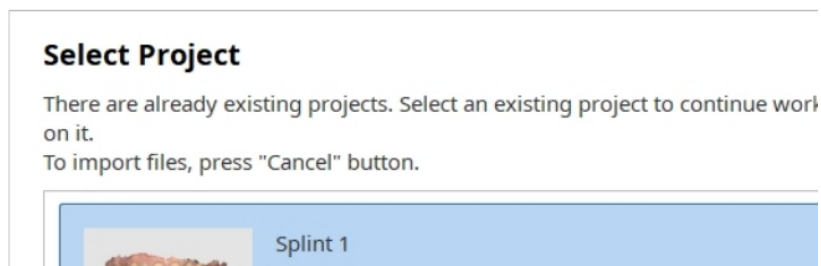 Select Project
There are already existing projects. Select an existing project to continue work
on it.
To import files, press "Cancel" button.
Splint 1